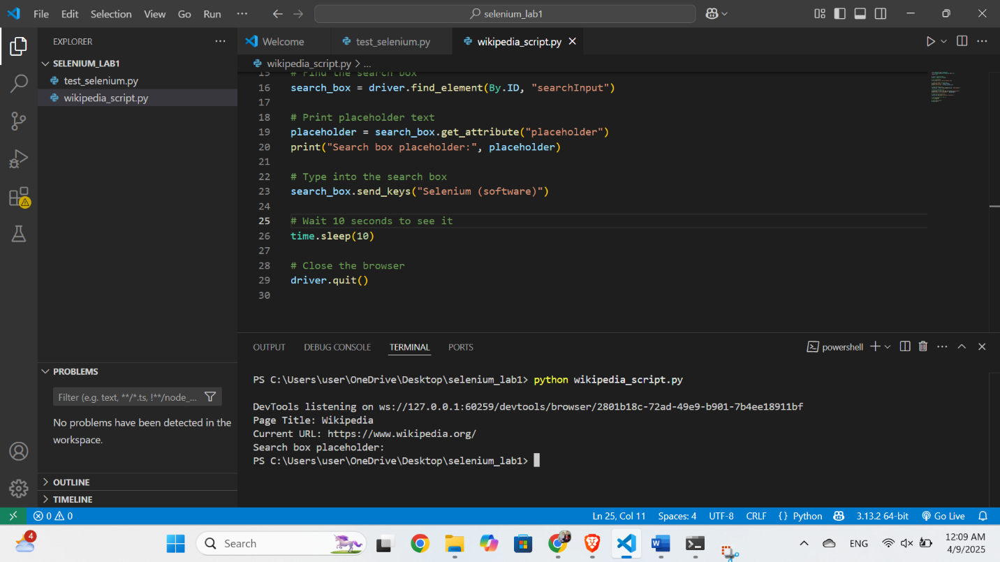 File Edit Selection View Go Run ··· selenium_lab1
EXPLORER
SELENIUM_LAB1
test_selenium.py
wikipedia_script.py
Welcome test_selenium.py wikipedia_script.py
wikipedia_script.py > ...
15 # Find the search box
16 search_box = driver.find_element(By.ID, "searchInput")
17
18 # Print placeholder text
19 placeholder = search_box.get_attribute("placeholder")
20 print("Search box placeholder:", placeholder)
21
22 # Type into the search box
23 search_box.send_keys("Selenium (software)")
24
25 # Wait 10 seconds to see it
26 time.sleep(10)
27
28 # Close the browser
29 driver.quit()
30
PROBLEMS
Filter (e.g. text, **/*.ts, !**/node_...
No problems have been detected in the
workspace.
OUTLINE
TIMELINE
OUTPUT DEBUG CONSOLE TERMINAL PORTS powershell
PS C:\Users\user\OneDrive\Desktop\selenium_lab1> python wikipedia_script.py
DevTools listening on ws://127.0.0.1:60259/devtools/browser/2801b18c-72ad-49e9-b901-7b4ee18911bf
Page Title: Wikipedia
Current URL: https://www.wikipedia.org/
Search box placeholder:
PS C:\Users\user\OneDrive\Desktop\selenium_lab1>
0 0 Ln 25, Col 11 Spaces: 4 UTF-8 CRLF {} Python 3.13.2 64-bit Go Live
4 Search ENG 12:09 AM
4/9/2025